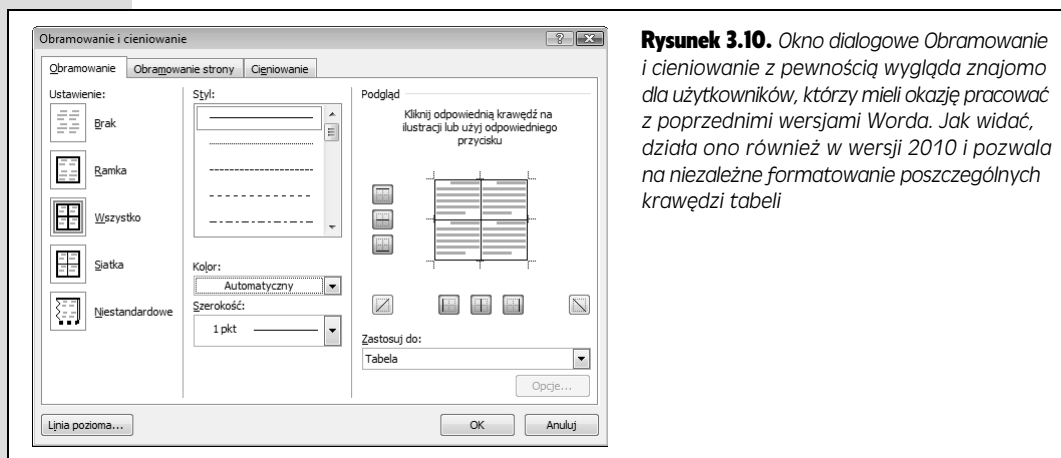 Obramowanie i cieniowanie
Obramowanie
Obramowanie strony
Cieniowanie
Ustawienie:
Brak
Ramka
Wszystko
Siatka
Niestandardowe
Styl:
Kolor:
Automatyczny
Szerokość:
1 pkt
Podgląd
Kliknij odpowiednią krawędź na
ilustracji lub użyj odpowiedniego
przycisku
Zastosuj do:
Tabela
Opcje...
Linia pozioma...
OK
Anuluj
Rysunek 3.10. Okno dialogowe Obramowanie
i cieniowanie z pewnością wygląda znajomo
dla użytkowników, którzy mieli okazję pracować
z poprzednimi wersjami Worda. Jak widać,
działa ono również w wersji 2010 i pozwala
na niezależne formatowanie poszczególnych
krawędzi tabeli